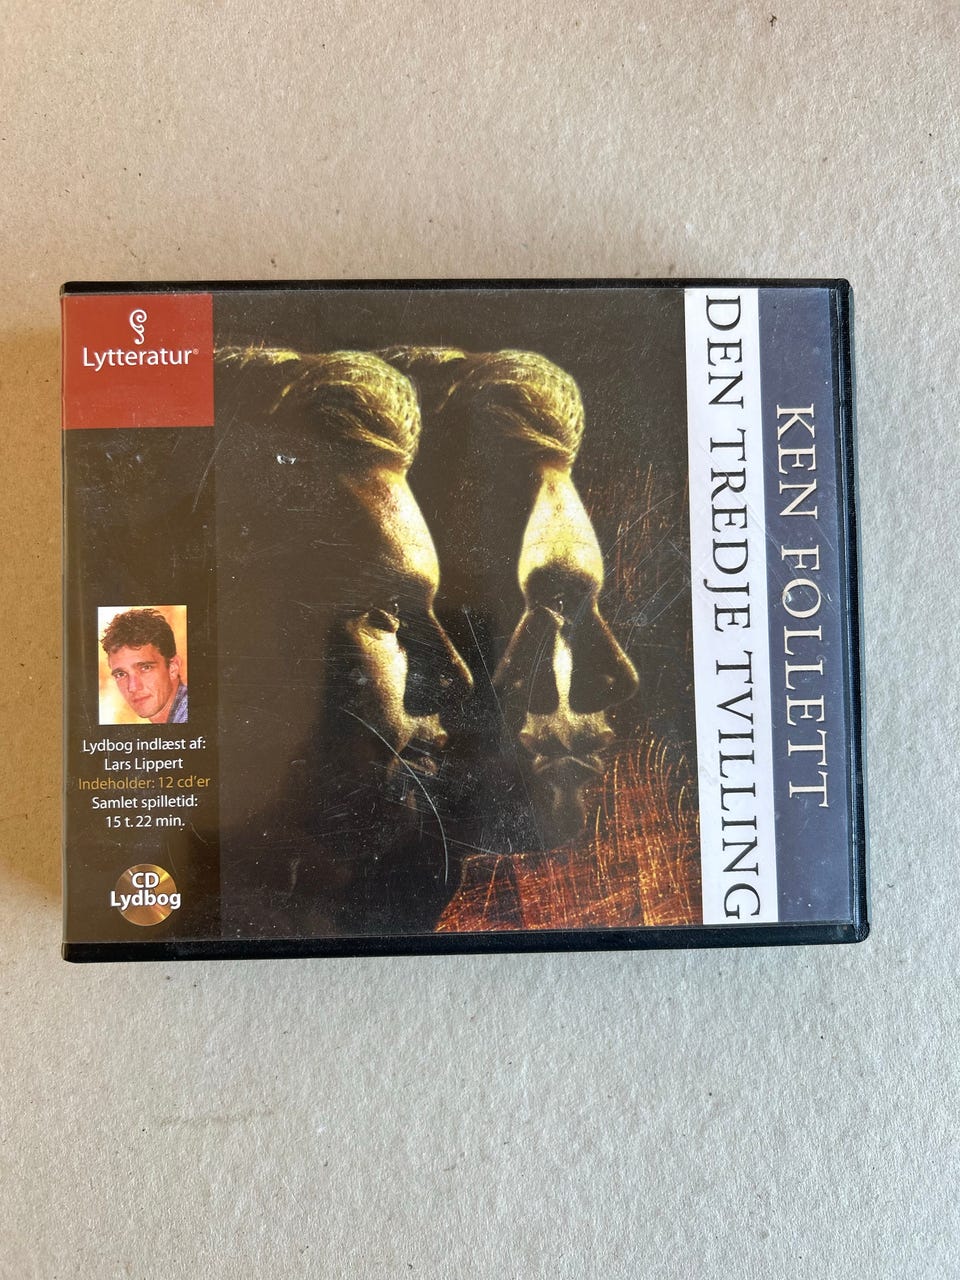 Lytteratur®
Lydbog indlæst af:
Lars Lippert
Indeholder: 12 cd'er
Samlet spilletid:
15 t. 22 min.
CD
Lydbog
DEN TREDJE TVILLING
KEN FOLLETT